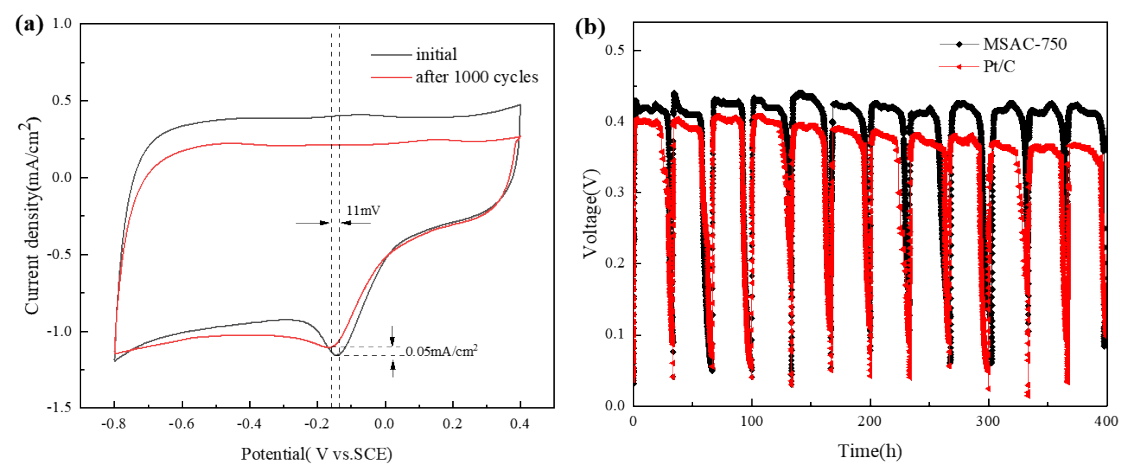 (a)
1.0
0.5
0.0
-0.5
-1.0
-1.5
Current density(mA/cm²)
initial
after 1000 cycles
11mV
0.05mA/cm²
-0.8
-0.6
-0.4
-0.2
0.0
0.2
0.4
Potential( V vs.SCE)
(b)
0.5
0.4
0.3
0.2
0.1
0.0
Voltage(V)
MSAC-750
Pt/C
0
100
200
300
400
Time(h)